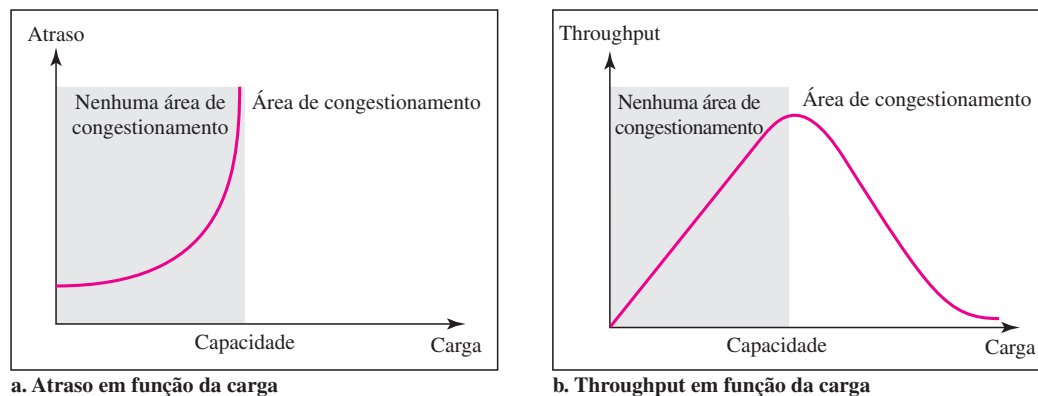 Atraso
Nenhuma área de
congestionamento
Área de congestionamento
Capacidade
Carga
a. Atraso em função da carga
Throughput
Nenhuma área de
congestionamento
Área de congestionamento
Capacidade
Carga
b. Throughput em função da carga